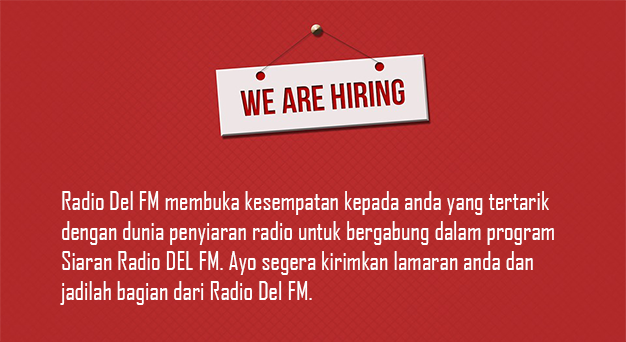 WE ARE HIRING
Radio Del FM membuka kesempatan kepada anda yang tertarik
dengan dunia penyiaran radio untuk bergabung dalam program
Siaran Radio DEL FM. Ayo segera kirimkan lamaran anda dan
jadilah bagian dari Radio Del FM.